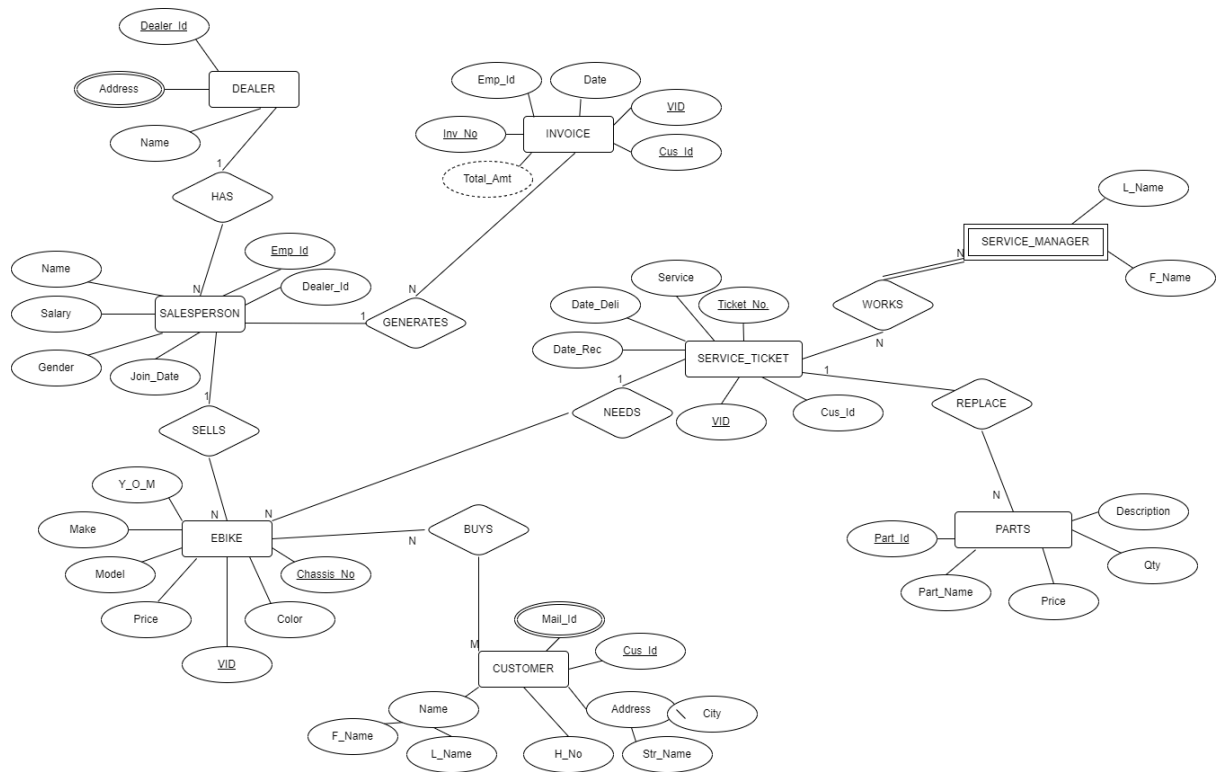 Dealer_Id
DEALER
Address
Name
1
HAS
N
Emp_Id
Date
VID
Inv_No
INVOICE
Cus_Id
Total_Amt
N
1
GENERATES
Name
Emp_Id
Dealer_Id
Salary
SALESPERSON
Gender
Join_Date
1
SELLS
N
L_Name
SERVICE_MANAGER
N
F_Name
WORKS
N
Service
Ticket_No.
Date_Deli
Date_Rec
SERVICE_TICKET
VID
Cus_Id
1
REPLACE
N
1
NEEDS
N
Y_O_M
Make
EBIKE
Model
Chassis_No
Price
Color
VID
N
BUYS
M
Description
Part_Id
PARTS
Qty
Part_Name
Price
Mail_Id
Cus_Id
CUSTOMER
Name
Address
City
F_Name
L_Name
H_No
Str_Name